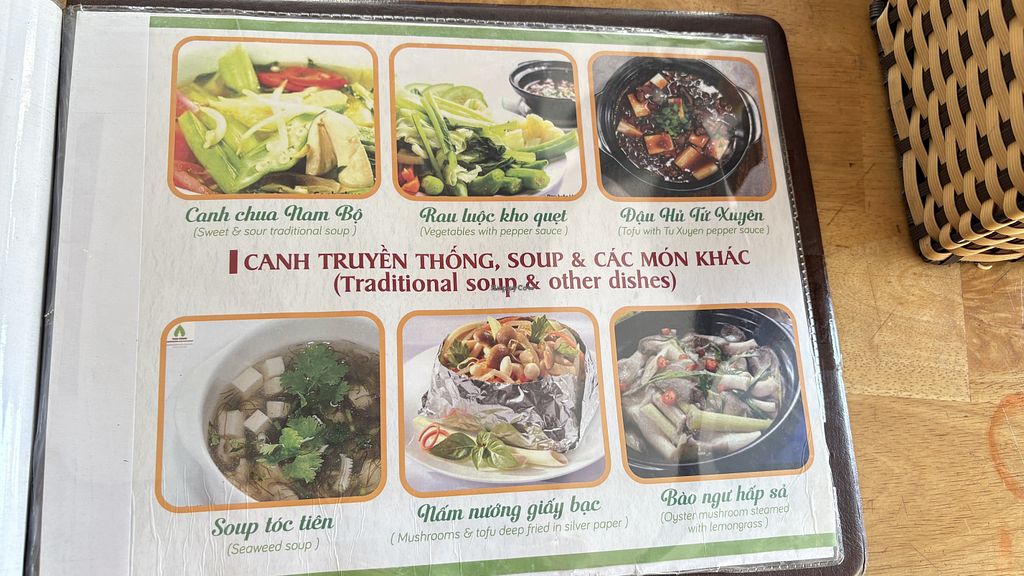 Canh chua Nam Bộ
(Sweet & sour traditional soup)
Rau luộc kho quẹt
(Vegetables with pepper sauce)
Đậu Hủ Tứ Xuyên
(Tofu with Tu Xuyen pepper sauce)
CANH TRUYỀN THỐNG, SOUP & CÁC MÓN KHÁC
(Traditional soup & other dishes)
Soup tóc tiên
(Seaweed soup)
Nấm nướng giấy bạc
(Mushrooms & tofu deep fried in silver paper)
Bào ngư hấp sả
(Oyster mushroom steamed
with lemongrass)